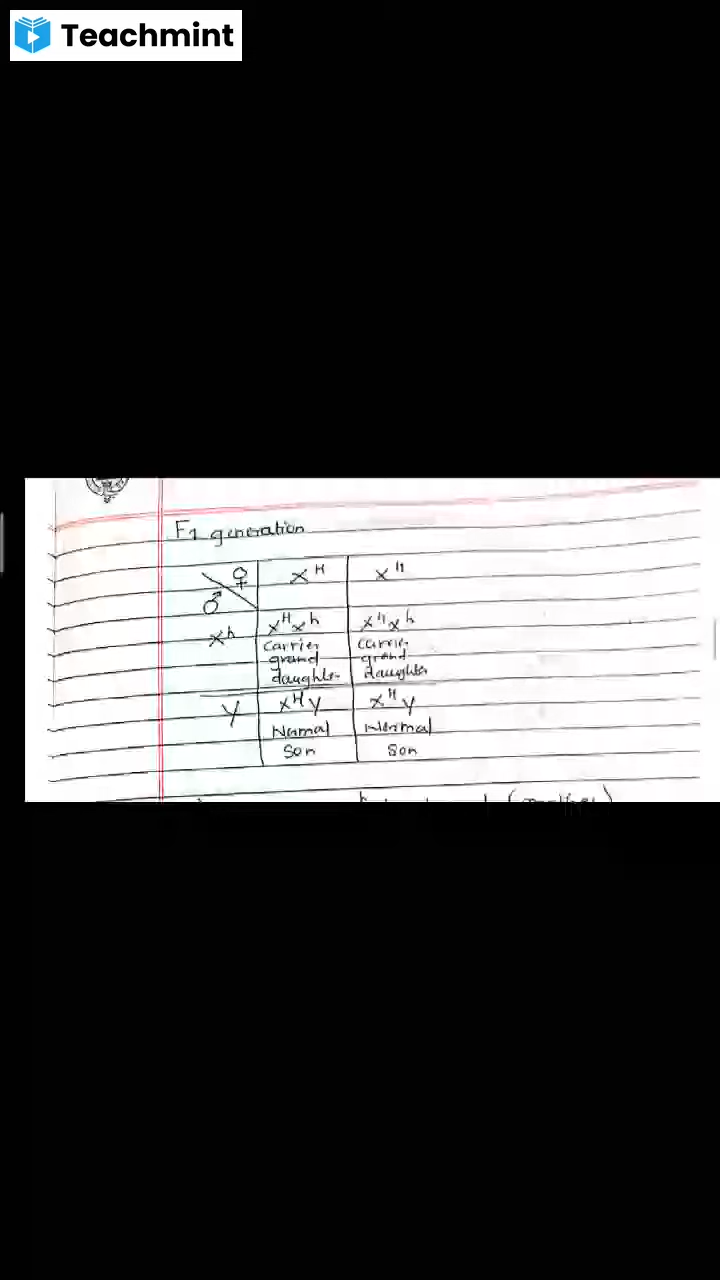 Teachmint
F1 generation
♀ X^H X^H
♂
X^h X^H X^h X^H X^h
Carrier Carrier
grand grand
daughter daughter
Y X^H Y X^H Y
Normal Normal
Son Son